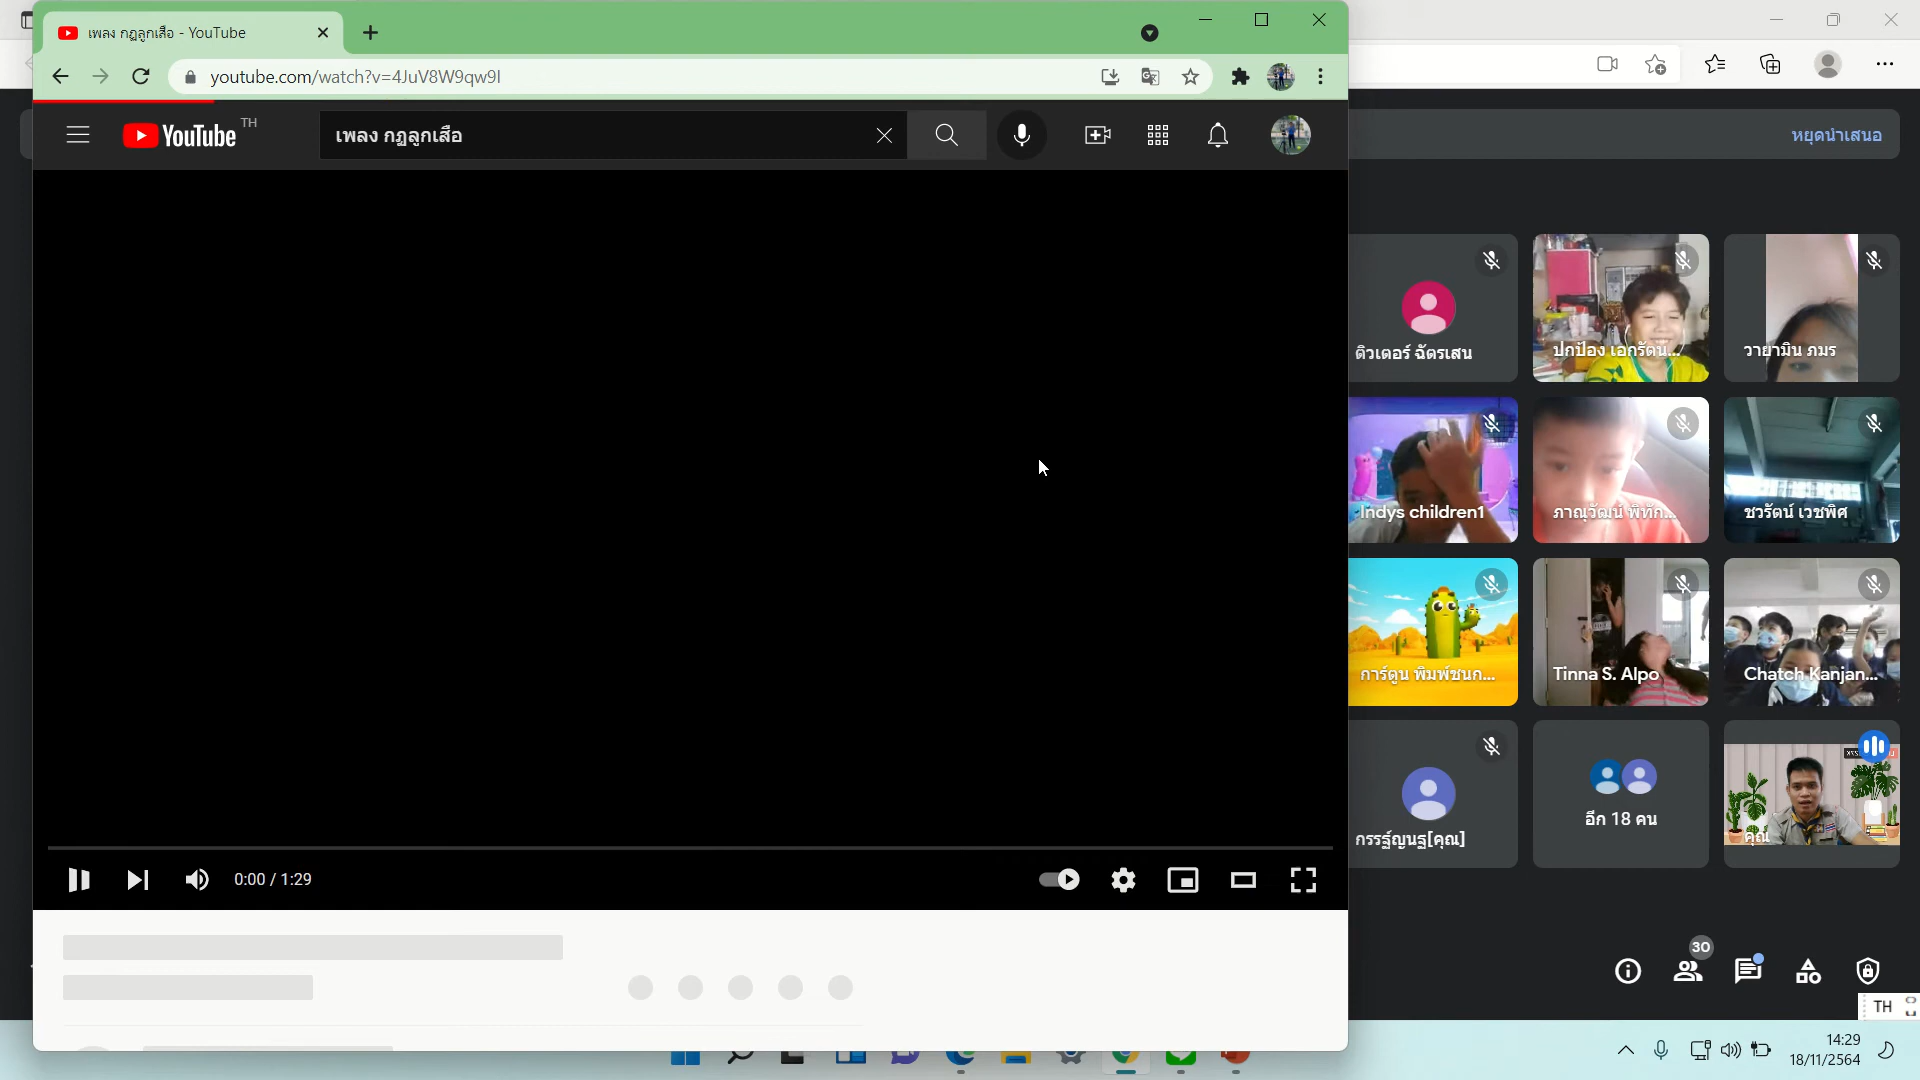 เพลง กฏลูกเสือ - YouTube
youtube.com/watch?v=4JuV8W9qw9I
YouTube TH
เพลง กฏลูกเสือ
หยุดนำเสนอ
ติวเตอร์ ฉัตรเสน
ปกป้อง เอกรัตน...
วายามิน ภมร
Indys children1
ภาณุวัฒน์ พิทัก...
ชวรัตน์ เวชพิศ
การ์ตูน พิมพ์ชนก...
Tinna S. Alpo
Chatch Kanjan...
กรรฐ์ญนฐ[คุณ]
อีก 18 คน
คุณ
0:00 / 1:29
30
TH
14:29
18/11/2564